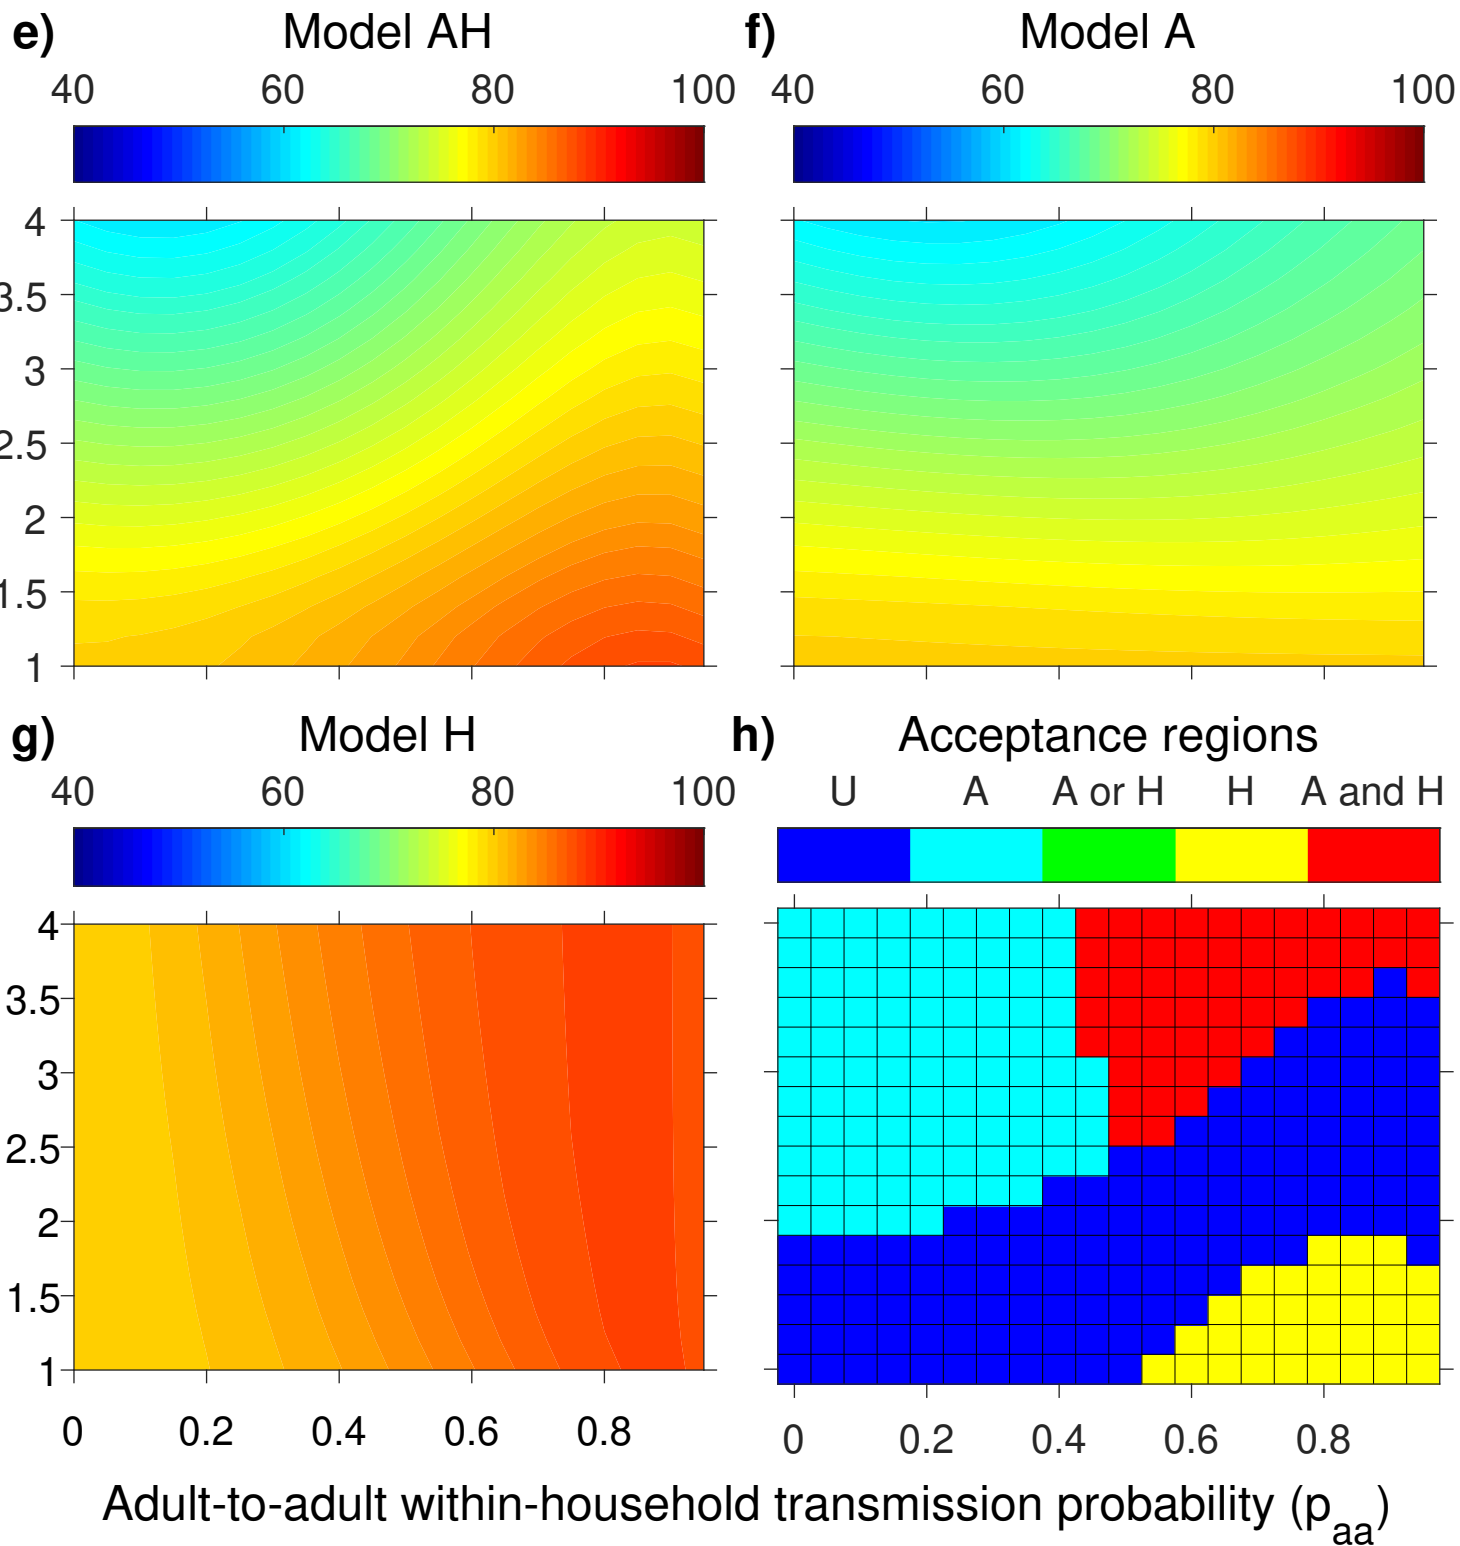 e) Model AH
40 60 80 100
4
3.5
3
2.5
2
1.5
1
f) Model A
40 60 80 100
g) Model H
40 60 80 100
4
3.5
3
2.5
2
1.5
1
0 0.2 0.4 0.6 0.8
h) Acceptance regions
U A A or H H A and H
0 0.2 0.4 0.6 0.8
Adult-to-adult within-household transmission probability (p_aa)